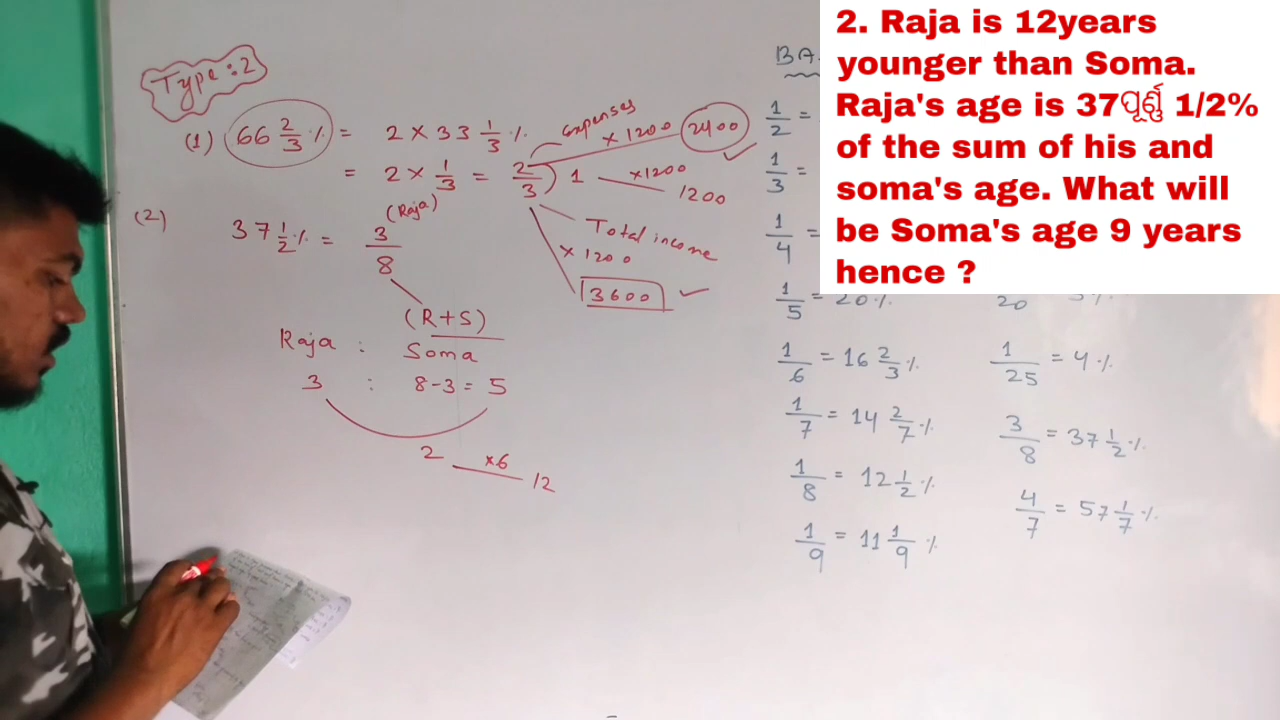 2. Raja is 12years
younger than Soma.
Raja's age is 37ପୂର୍ଣ୍ଣ 1/2%
of the sum of his and
soma's age. What will
be Soma's age 9 years
hence ?
Type:2
(1) 66 2/3 % = 2 × 33 1/3 %
= 2 × 1/3 = 2/3 ) 1
expenses
× 1200 2400
×1200
1200
Total income
× 1200
3600
(2) 37 1/2 % = 3/8
(Raja)
(R+S)
Raja : Soma
3 : 8-3 = 5
2 ×6 12
BA
1/2 =
1/3 =
1/4 =
1/5 = 20 %
1/6 = 16 2/3 %
1/7 = 14 2/7 %
1/8 = 12 1/2 %
1/9 = 11 1/9 %
20 5 %
1/25 = 4 %
3/8 = 37 1/2 %
4/7 = 57 1/7 %